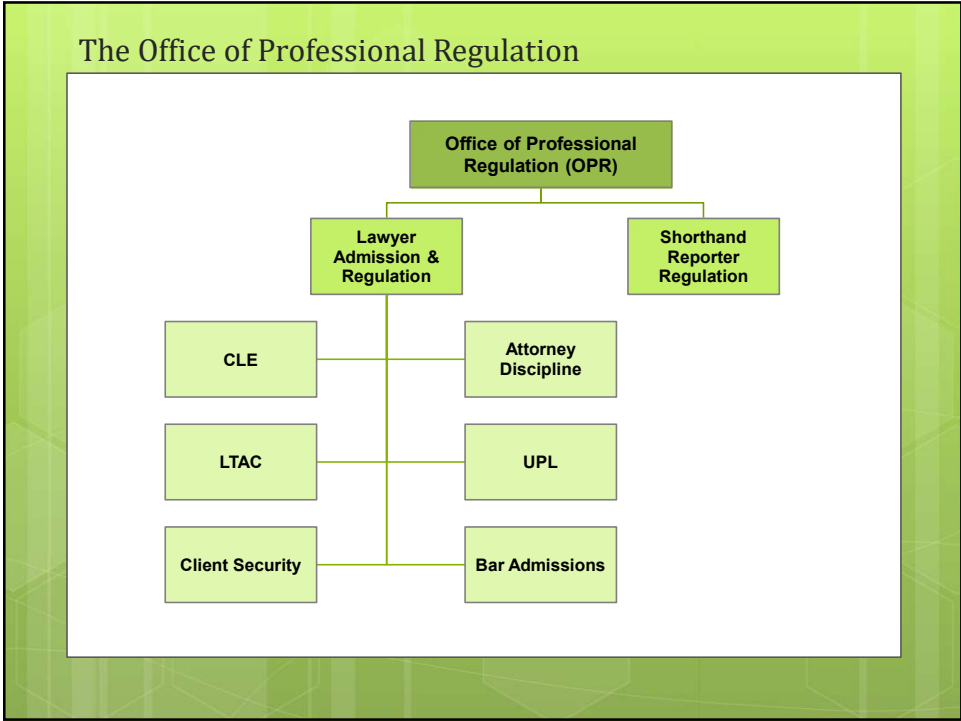 The Office of Professional Regulation
Office of Professional
Regulation (OPR)
Lawyer
Admission &
Regulation
Shorthand
Reporter
Regulation
CLE
Attorney
Discipline
LTAC
UPL
Client Security
Bar Admissions